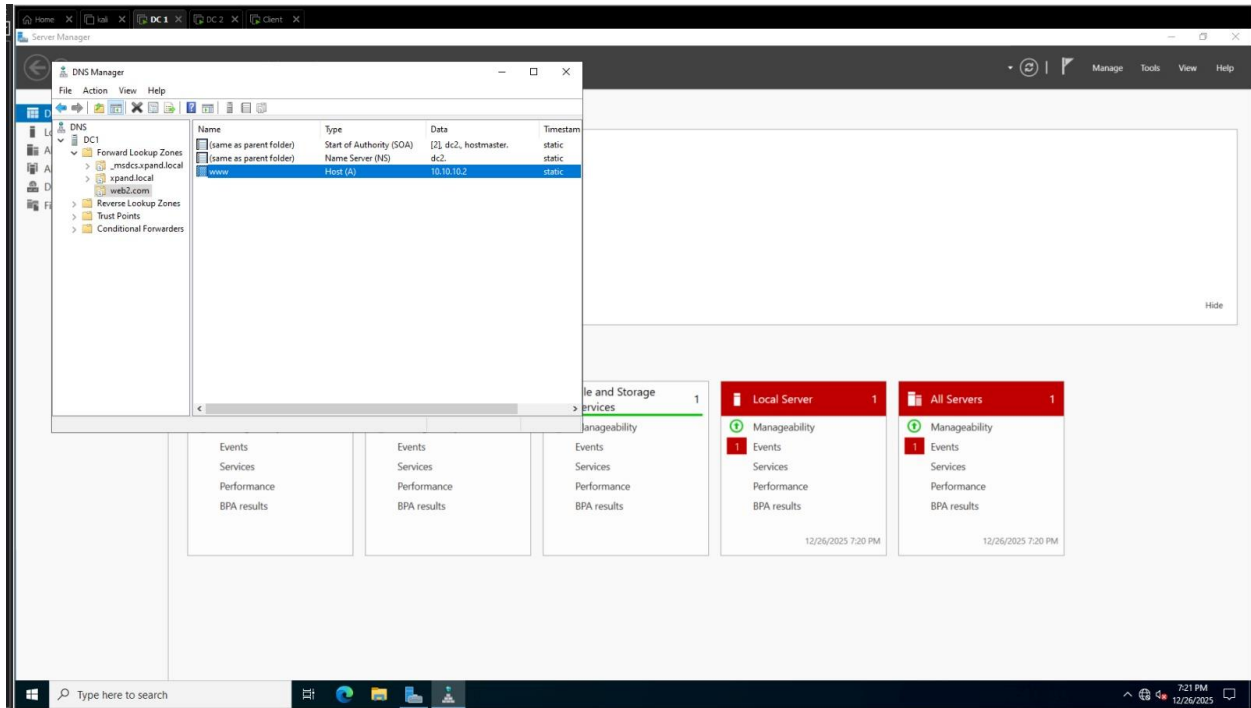 Home kali DC 1 DC 2 Client
Server Manager
Manage Tools View Help
DNS Manager
File Action View Help
DNS
DC1
Forward Lookup Zones
_msdcs.xpand.local
xpand.local
web2.com
Reverse Lookup Zones
Trust Points
Conditional Forwarders
Name Type Data Timestam
(same as parent folder) Start of Authority (SOA) [2], dc2., hostmaster. static
(same as parent folder) Name Server (NS) dc2. static
www Host (A) 10.10.10.2 static
Hide
le and Storage 1
ervices
Local Server 1
All Servers 1
Manageability
Manageability
Manageability
Events
Events
Events
1 Events
1 Events
Services
Services
Services
Services
Services
Performance
Performance
Performance
Performance
Performance
BPA results
BPA results
BPA results
BPA results
BPA results
12/26/2025 7:20 PM
12/26/2025 7:20 PM
Type here to search
7:21 PM
12/26/2025